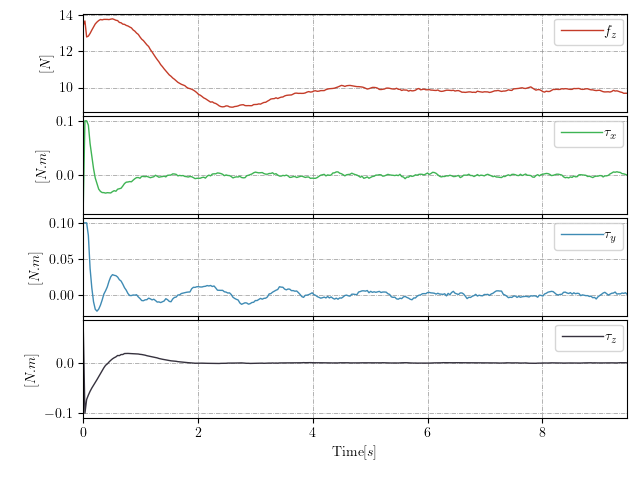 14
12
10
[N]
f_z
0.1
0.0
[N.m]
τ_x
0.10
0.05
0.00
[N.m]
τ_y
0.0
−0.1
[N.m]
τ_z
0 2 4 6 8
Time[s]